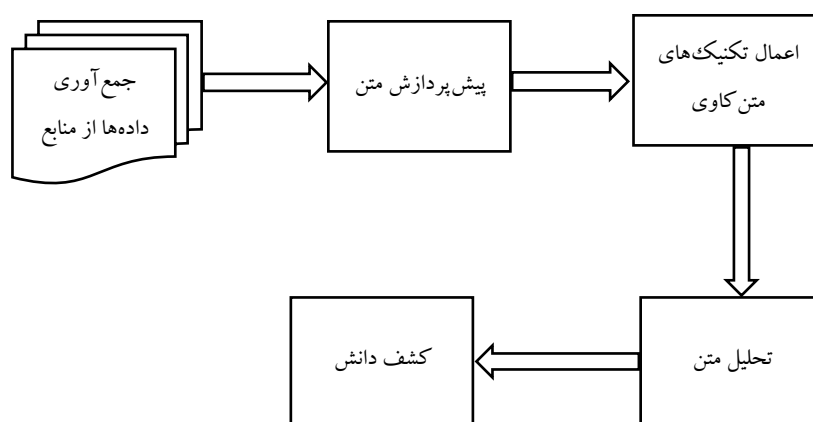 جمع‌آوری
داده‌ها از منابع
پیش‌پردازش متن
اعمال تکنیک‌های
متن‌کاوی
تحلیل متن
کشف دانش